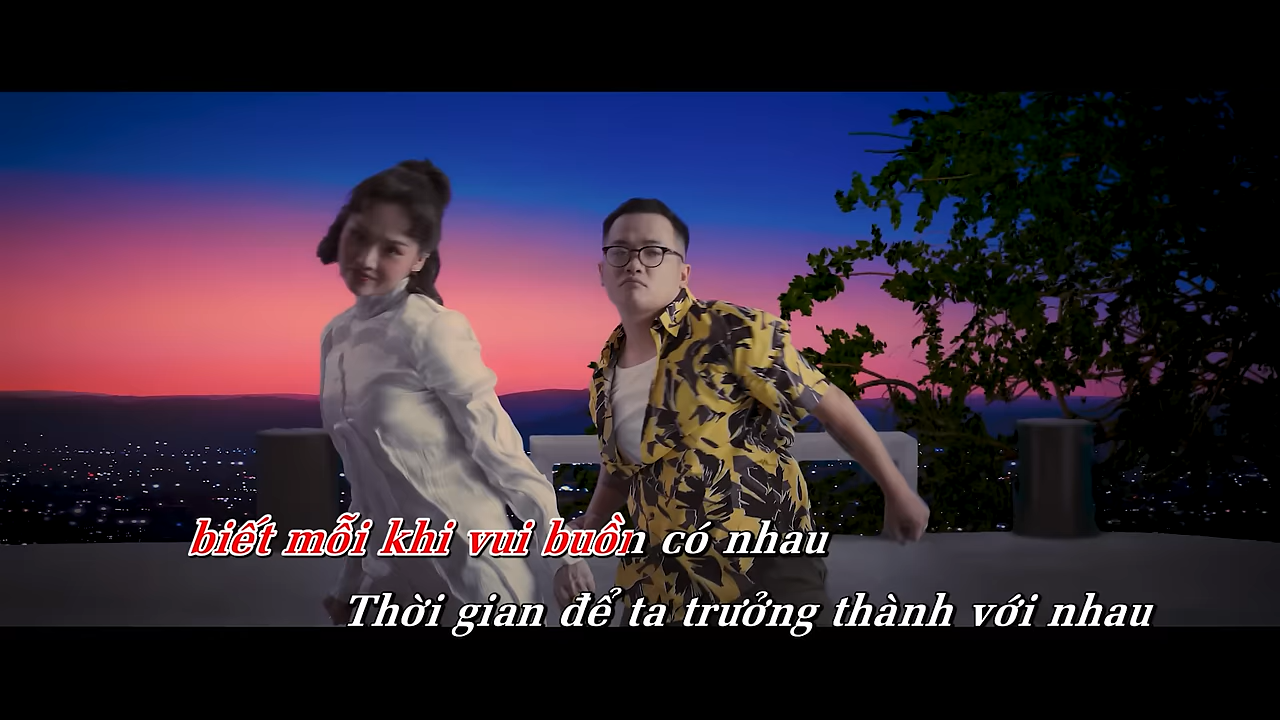 biết mỗi khi vui buồn có nhau
Thời gian để ta trưởng thành với nhau